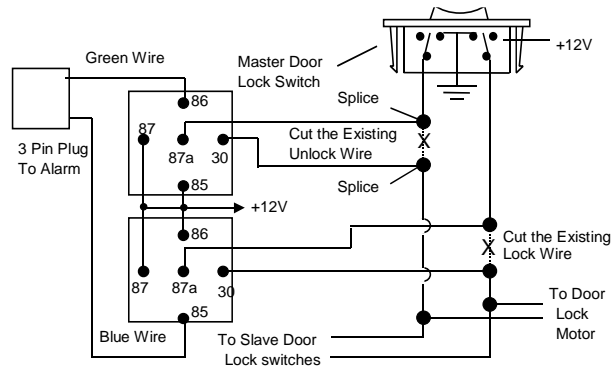 Green Wire
Master Door
Lock Switch
+12V
3 Pin Plug
To Alarm
86
87
87a
30
85
Splice
Cut the Existing
Unlock Wire
X
Splice
+12V
86
87
87a
30
85
X
Cut the Existing
Lock Wire
Blue Wire
To Slave Door
Lock switches
To Door
Lock
Motor